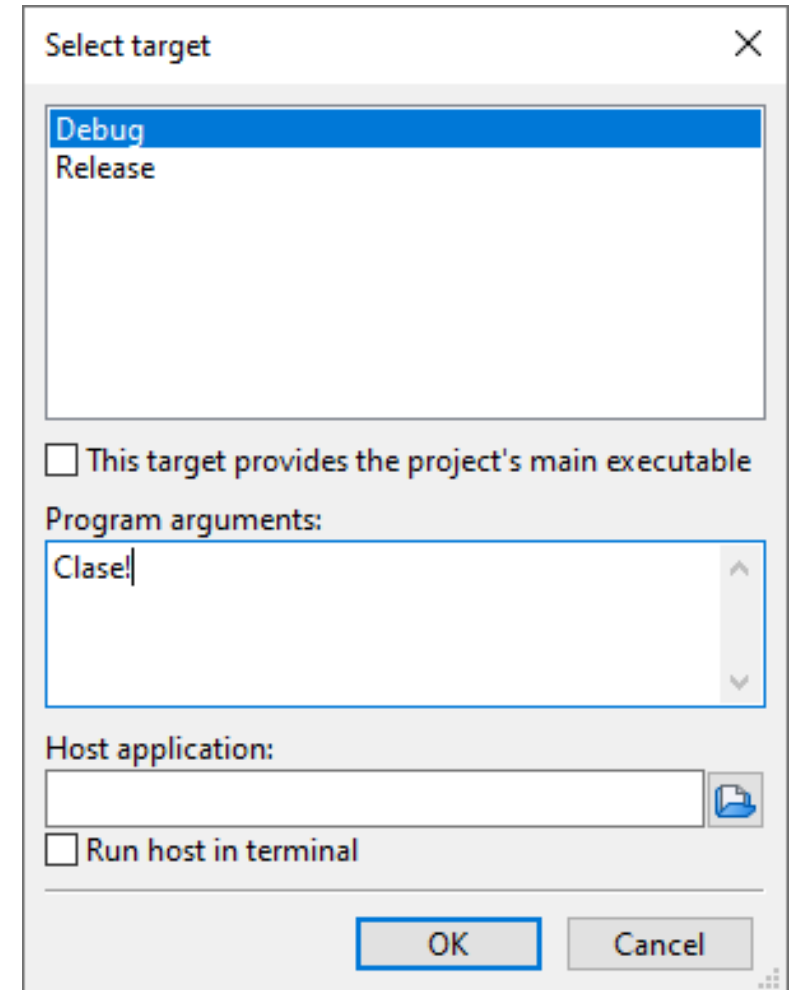 Select target
Debug
Release
This target provides the project's main executable
Program arguments:
Clase!
Host application:
Run host in terminal
OK
Cancel